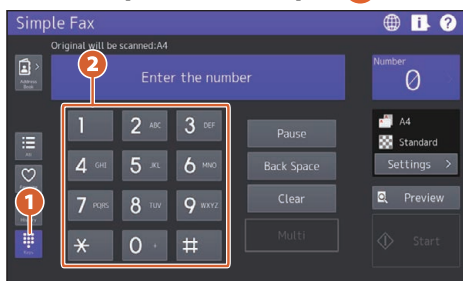 Simple Fax
Original will be scanned:A4
Address
Book
2
Enter the number
Number
0
1
2 ABC
3 DEF
4 GHI
5 JKL
6 MNO
7 PQRS
8 TUV
9 WXYZ
* 
0
#
Pause
Back Space
Clear
Multi
A4
Standard
Settings >
Preview
Start
All
1